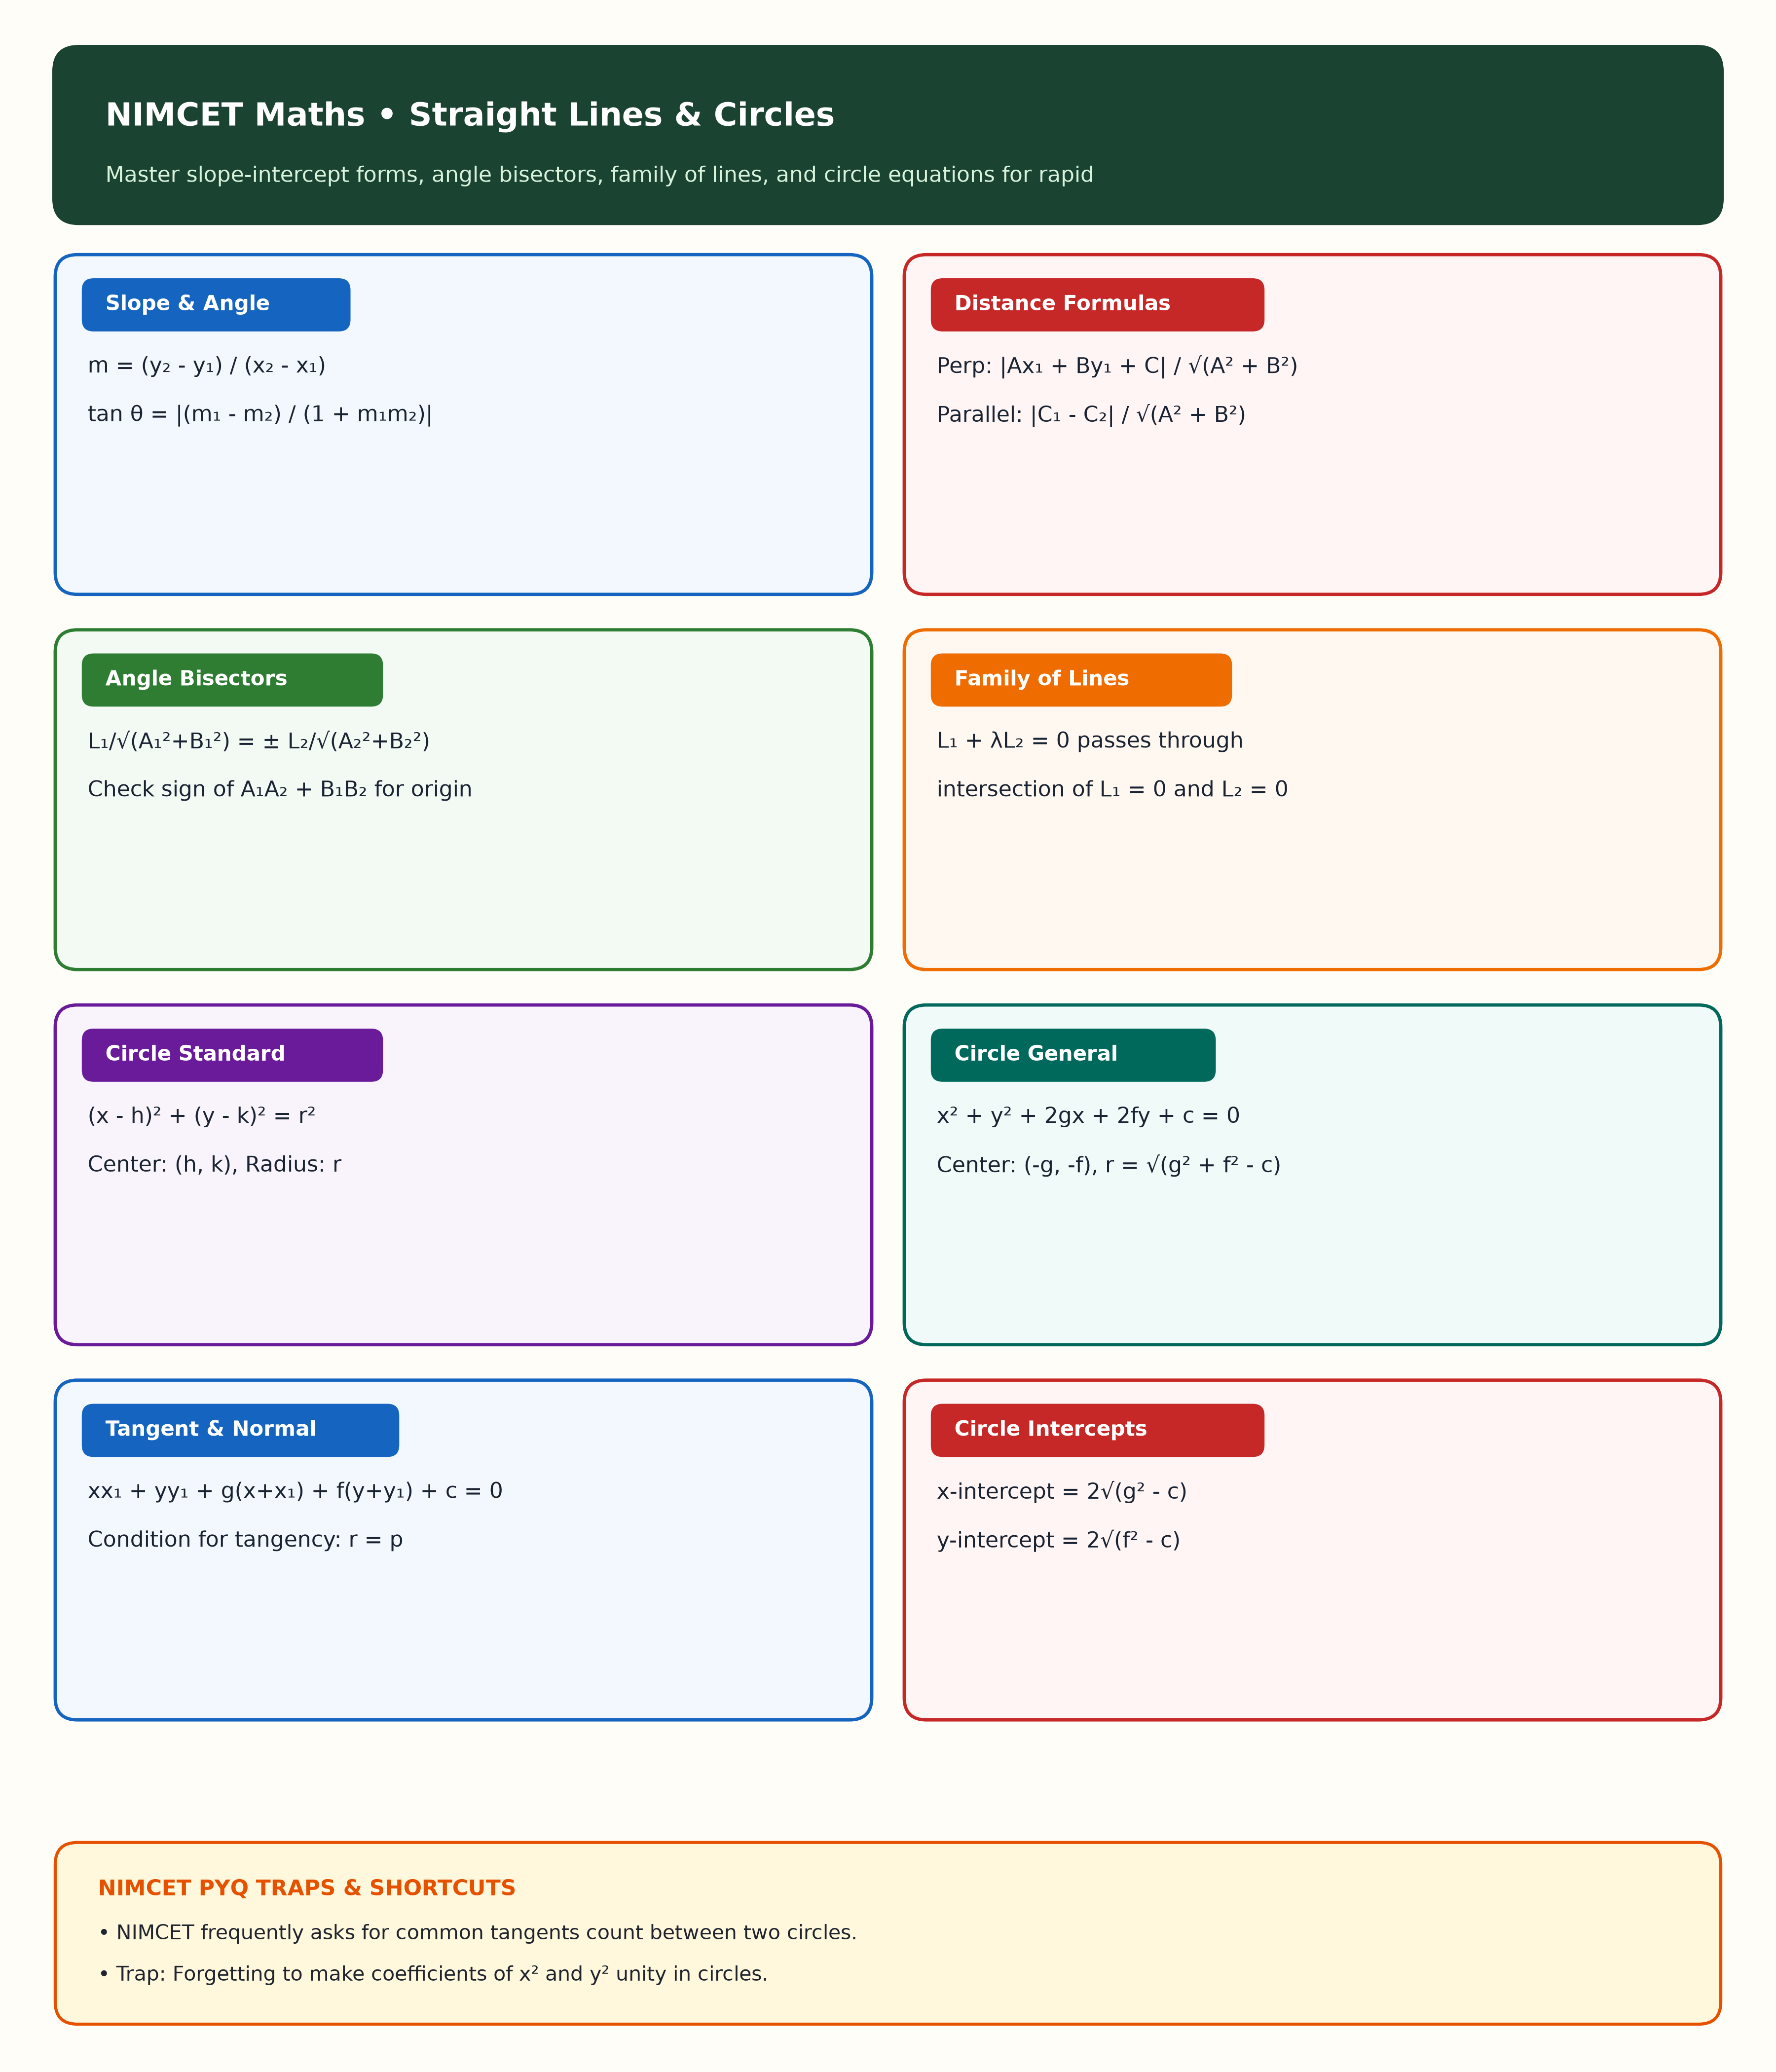 NIMCET Maths • Straight Lines & Circles
Master slope-intercept forms, angle bisectors, family of lines, and circle equations for rapid
Slope & Angle
m = (y₂ - y₁) / (x₂ - x₁)
tan θ = |(m₁ - m₂) / (1 + m₁m₂)|
Distance Formulas
Perp: |Ax₁ + By₁ + C| / √(A² + B²)
Parallel: |C₁ - C₂| / √(A² + B²)
Angle Bisectors
L₁/√(A₁²+B₁²) = ± L₂/√(A₂²+B₂²)
Check sign of A₁A₂ + B₁B₂ for origin
Family of Lines
L₁ + λL₂ = 0 passes through
intersection of L₁ = 0 and L₂ = 0
Circle Standard
(x - h)² + (y - k)² = r²
Center: (h, k), Radius: r
Circle General
x² + y² + 2gx + 2fy + c = 0
Center: (-g, -f), r = √(g² + f² - c)
Tangent & Normal
xx₁ + yy₁ + g(x+x₁) + f(y+y₁) + c = 0
Condition for tangency: r = p
Circle Intercepts
x-intercept = 2√(g² - c)
y-intercept = 2√(f² - c)
NIMCET PYQ TRAPS & SHORTCUTS
• NIMCET frequently asks for common tangents count between two circles.
• Trap: Forgetting to make coefficients of x² and y² unity in circles.